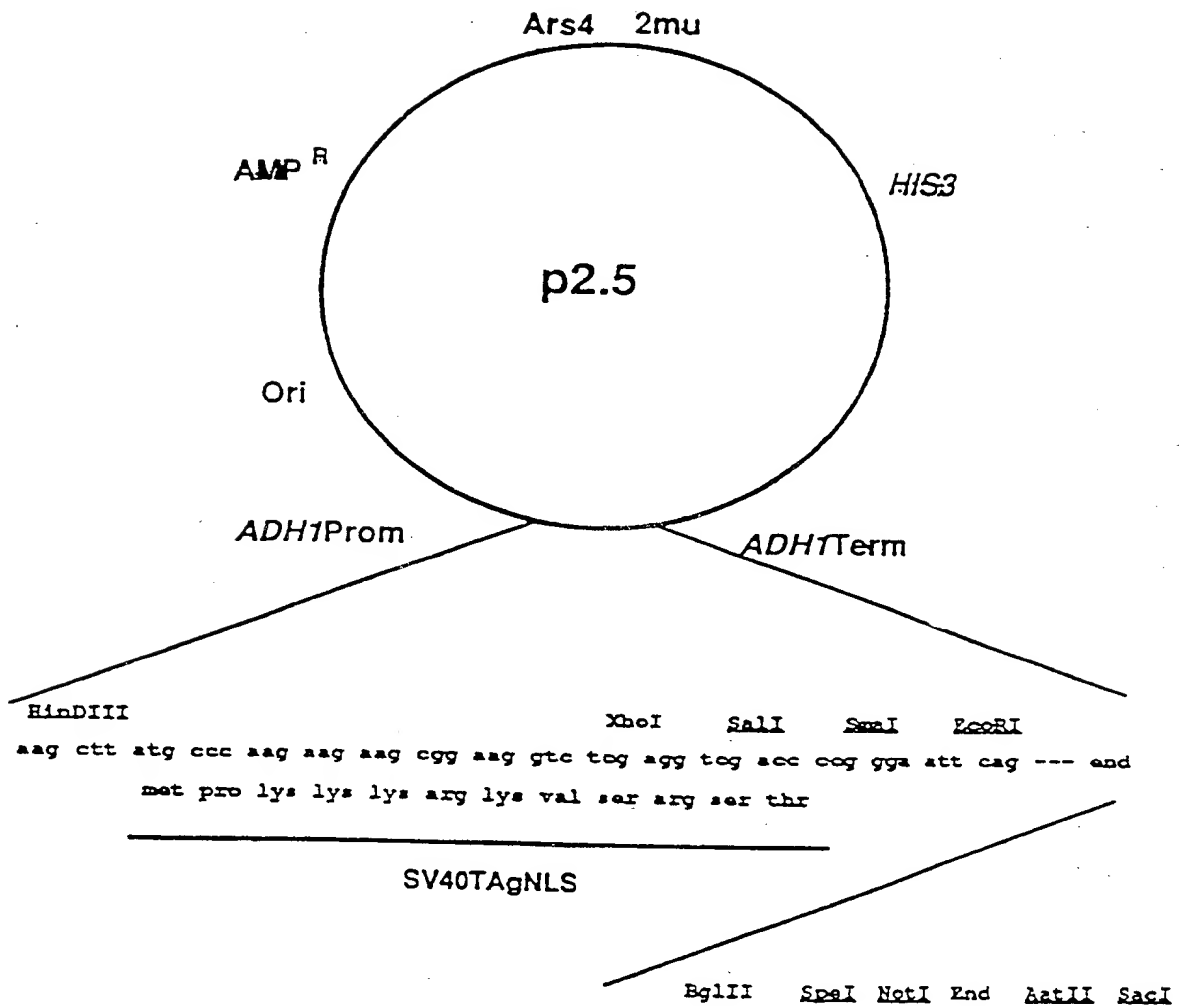 Ars4 2mu
AMP R
HIS3
p2.5
Ori
ADH1Prom
ADH1Term
HinDIII
XhoI SalI SmaI EcoRI
aag ctt atg ccc aag aag aag cgg aag gtc tcg agg tcg acc ccg gga att cag --- end
met pro lys lys lys arg lys val ser arg ser thr
SV40TAgNLS
BglII SpeI NotI End AatII SacI